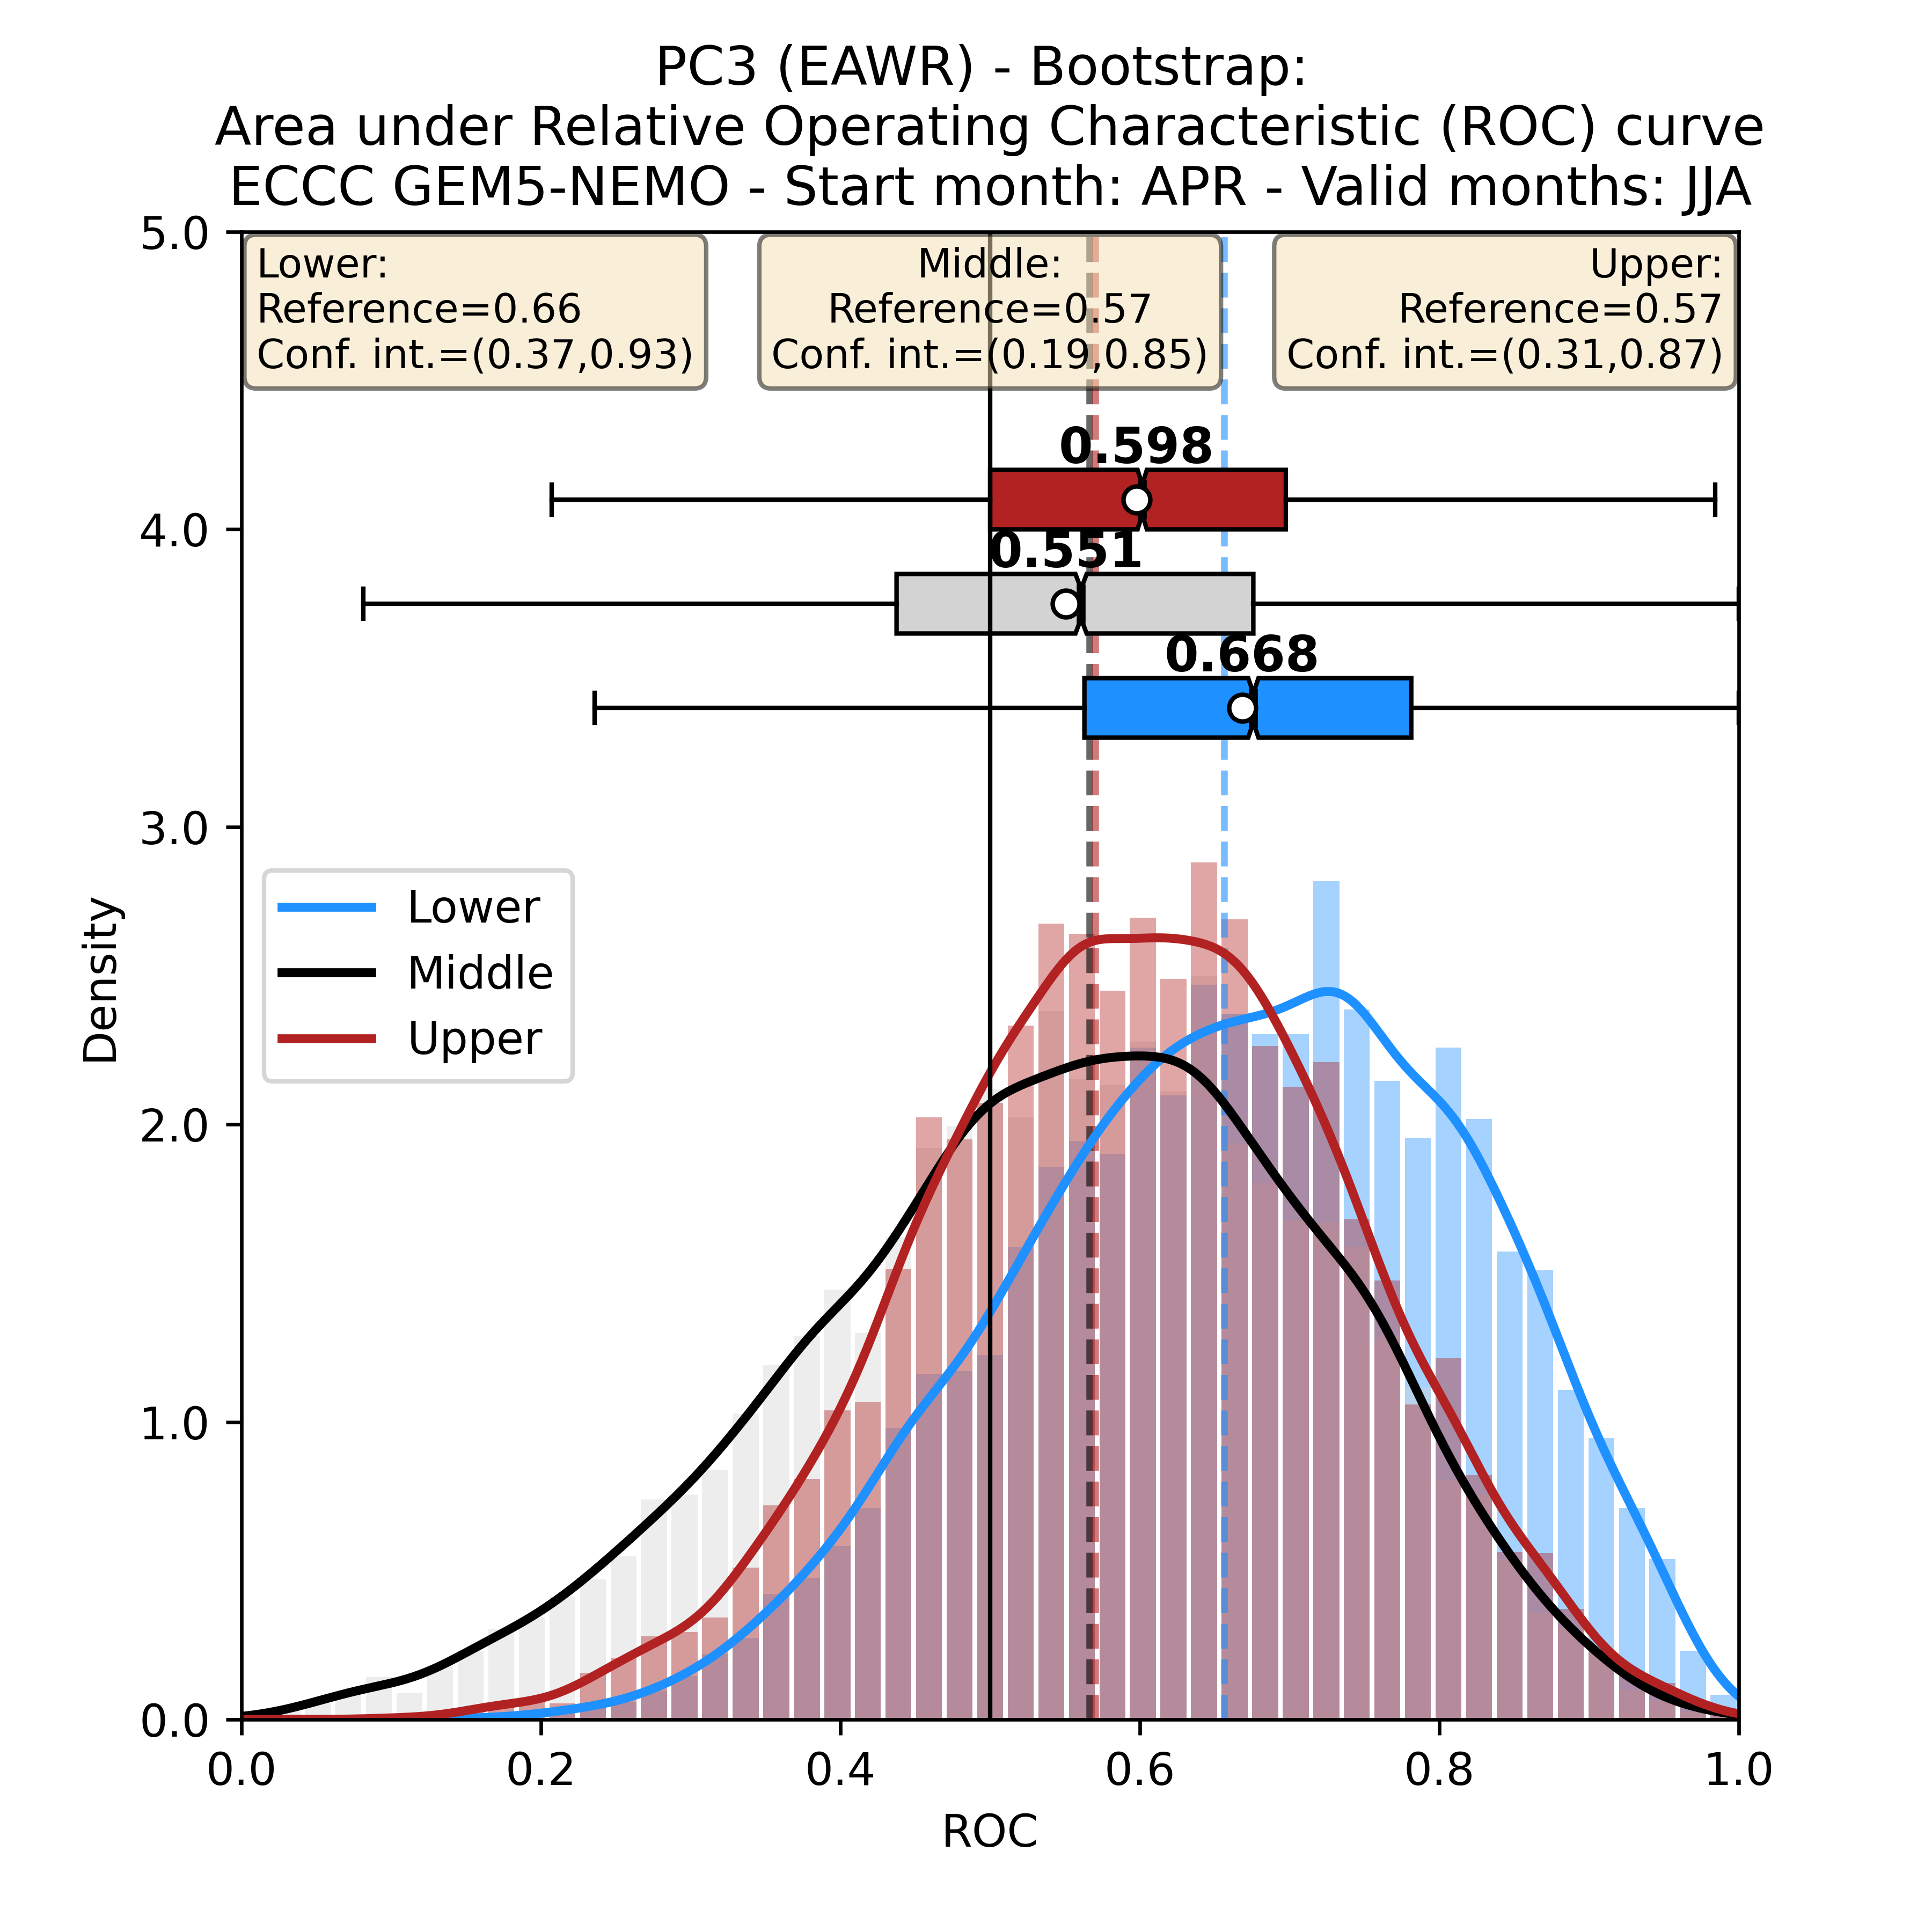 PC3 (EAWR) - Bootstrap:
Area under Relative Operating Characteristic (ROC) curve
ECCC GEM5-NEMO - Start month: APR - Valid months: JJA
5.0
Lower:
Reference=0.66
Conf. int.=(0.37,0.93)
Middle:
Reference=0.57
Conf. int.=(0.19,0.85)
Upper:
Reference=0.57
Conf. int.=(0.31,0.87)
0.598
4.0
0.551
0.668
3.0
Density
Lower
Middle
Upper
2.0
1.0
0.0
0.0
0.2
0.4
0.6
0.8
1.0
ROC